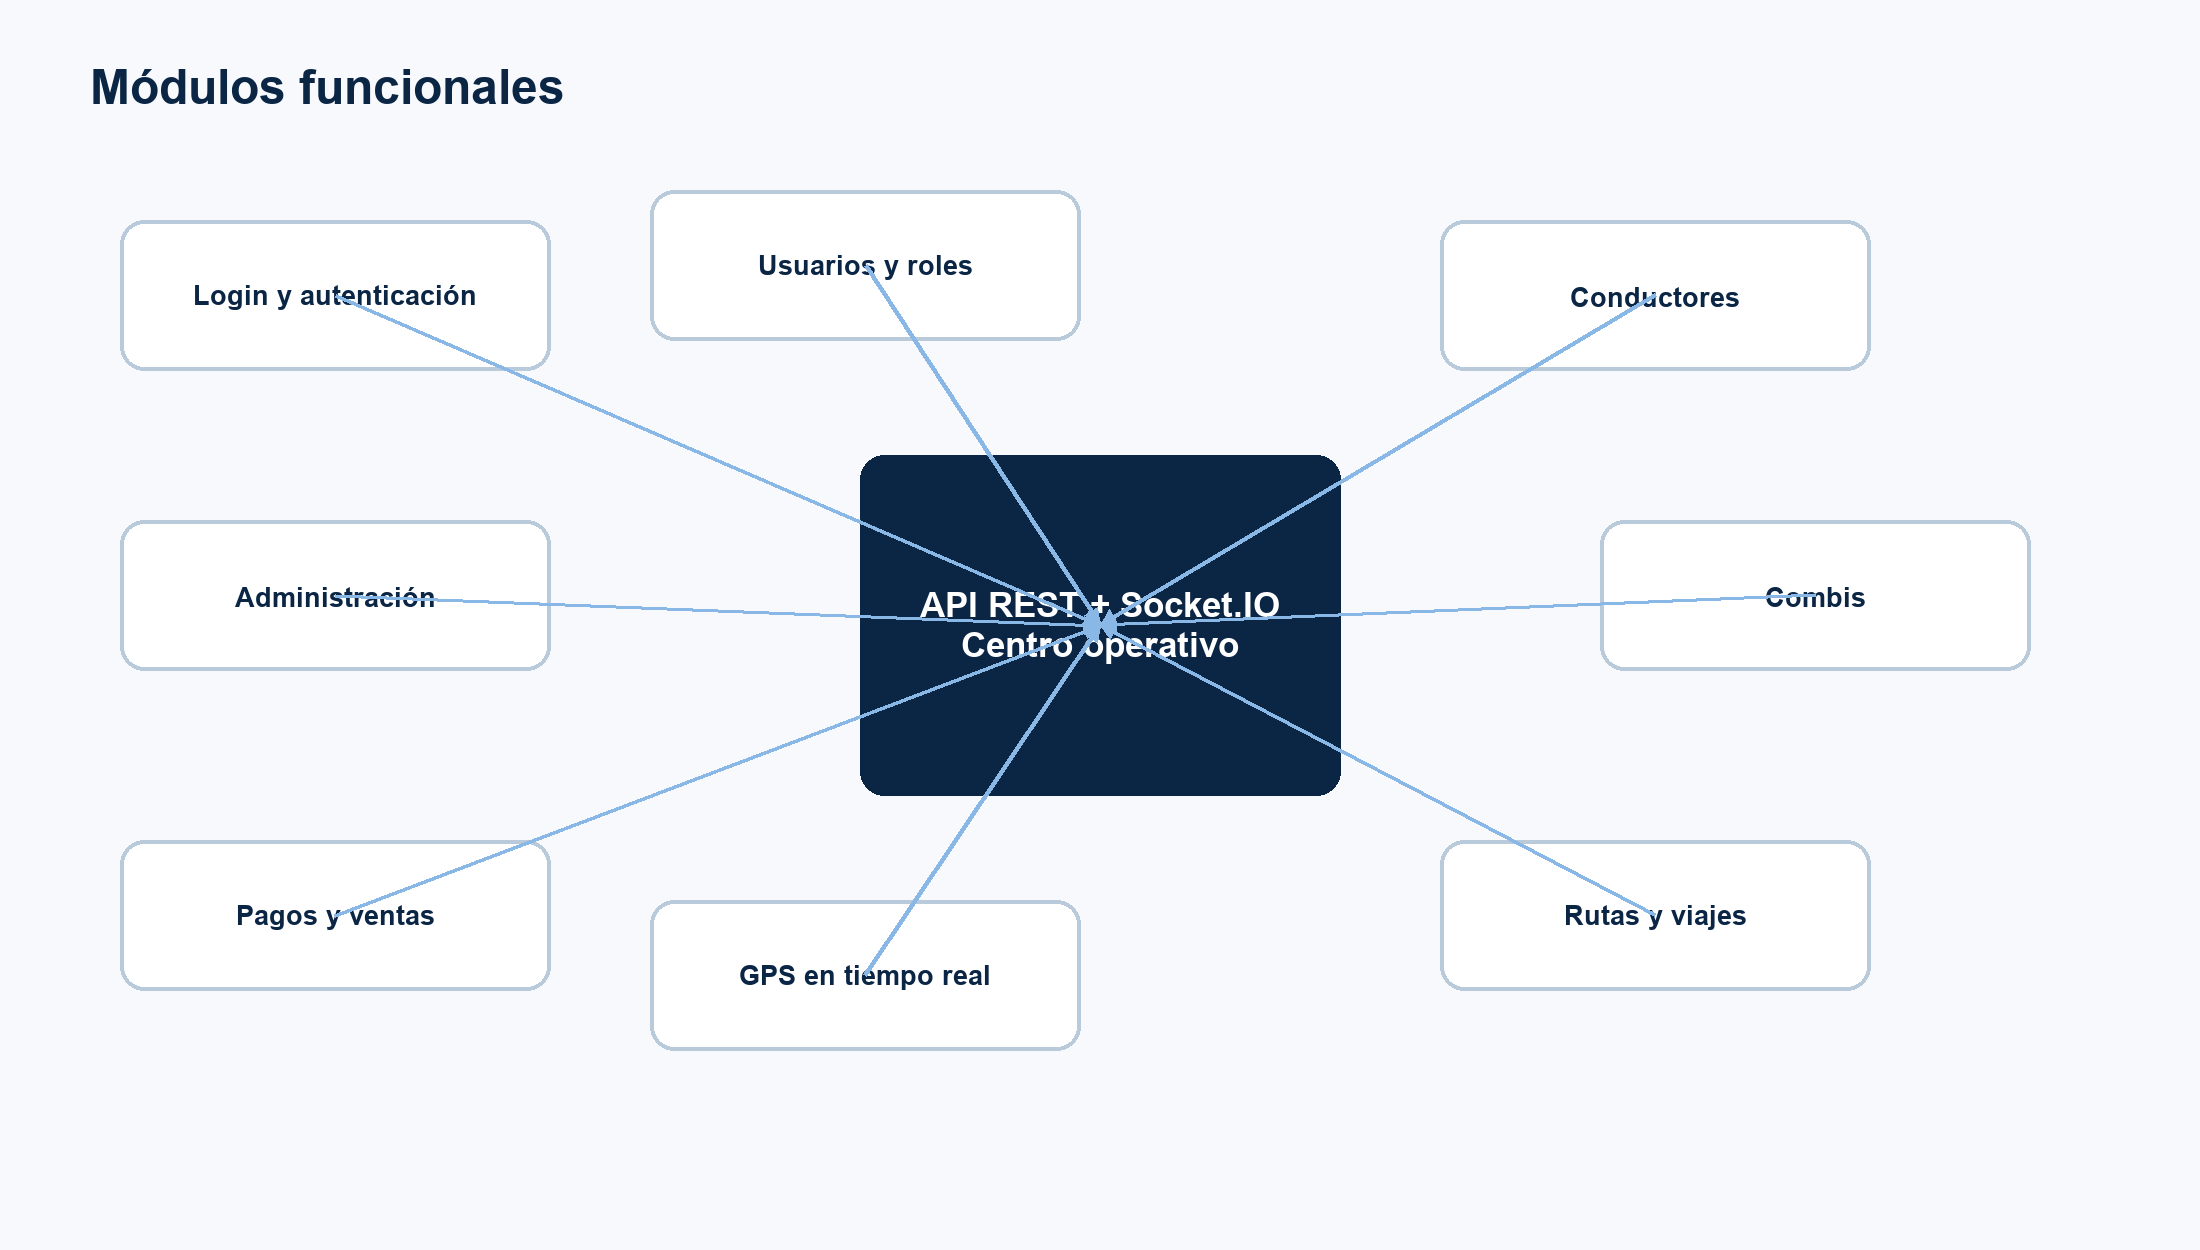 Módulos funcionales
Login y autenticación
Usuarios y roles
Conductores
Administración
API REST + Socket.IO
Centro operativo
Combis
Pagos y ventas
GPS en tiempo real
Rutas y viajes